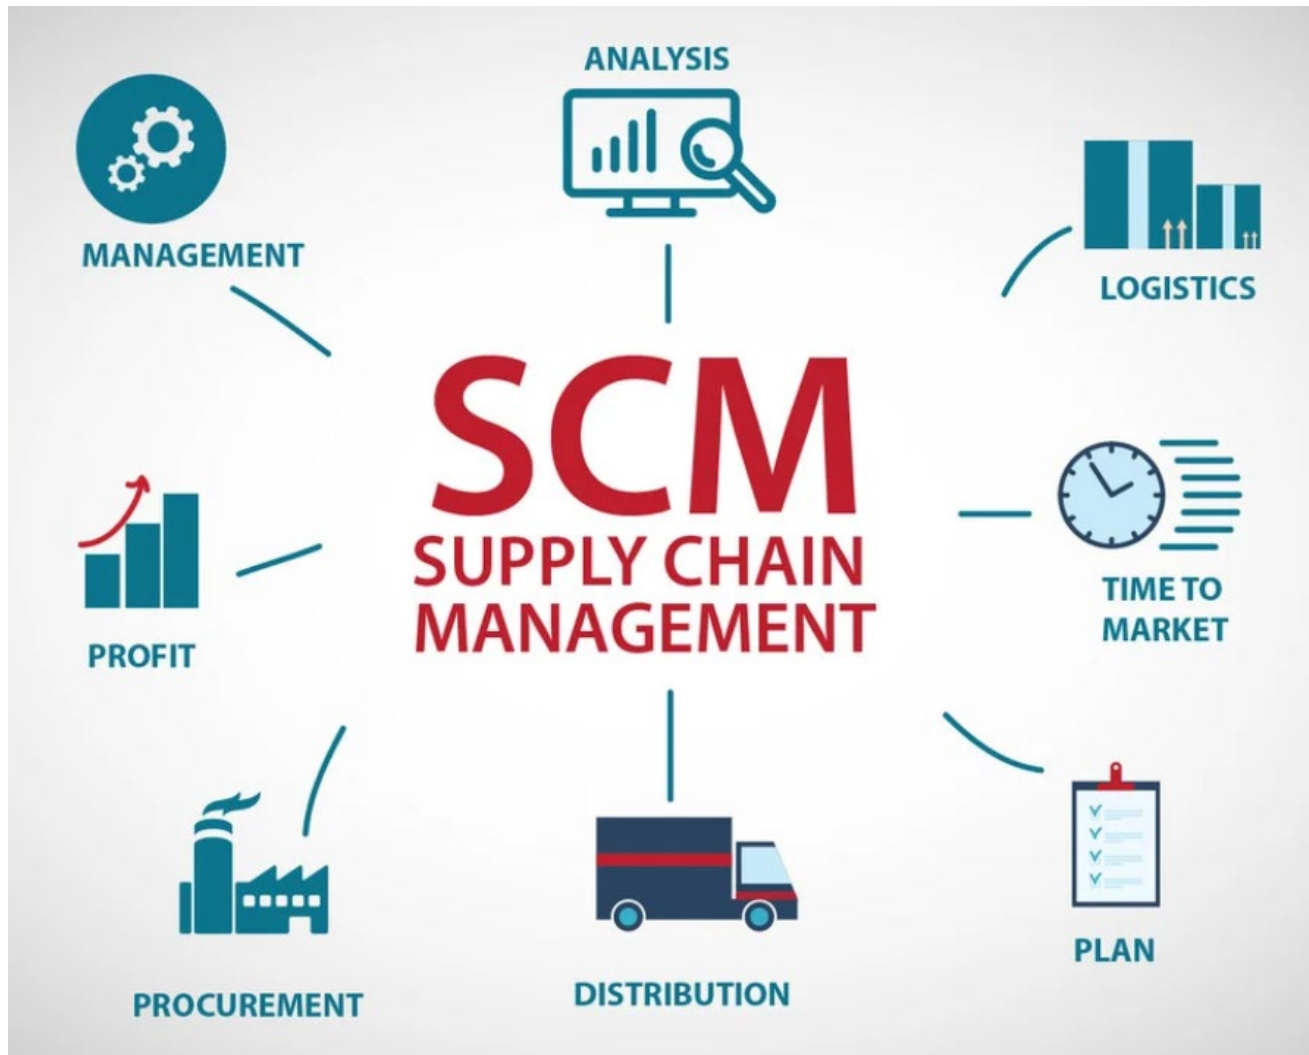 ANALYSIS
MANAGEMENT
LOGISTICS
SCM
SUPPLY CHAIN
MANAGEMENT
TIME TO
MARKET
PROFIT
PLAN
PROCUREMENT
DISTRIBUTION